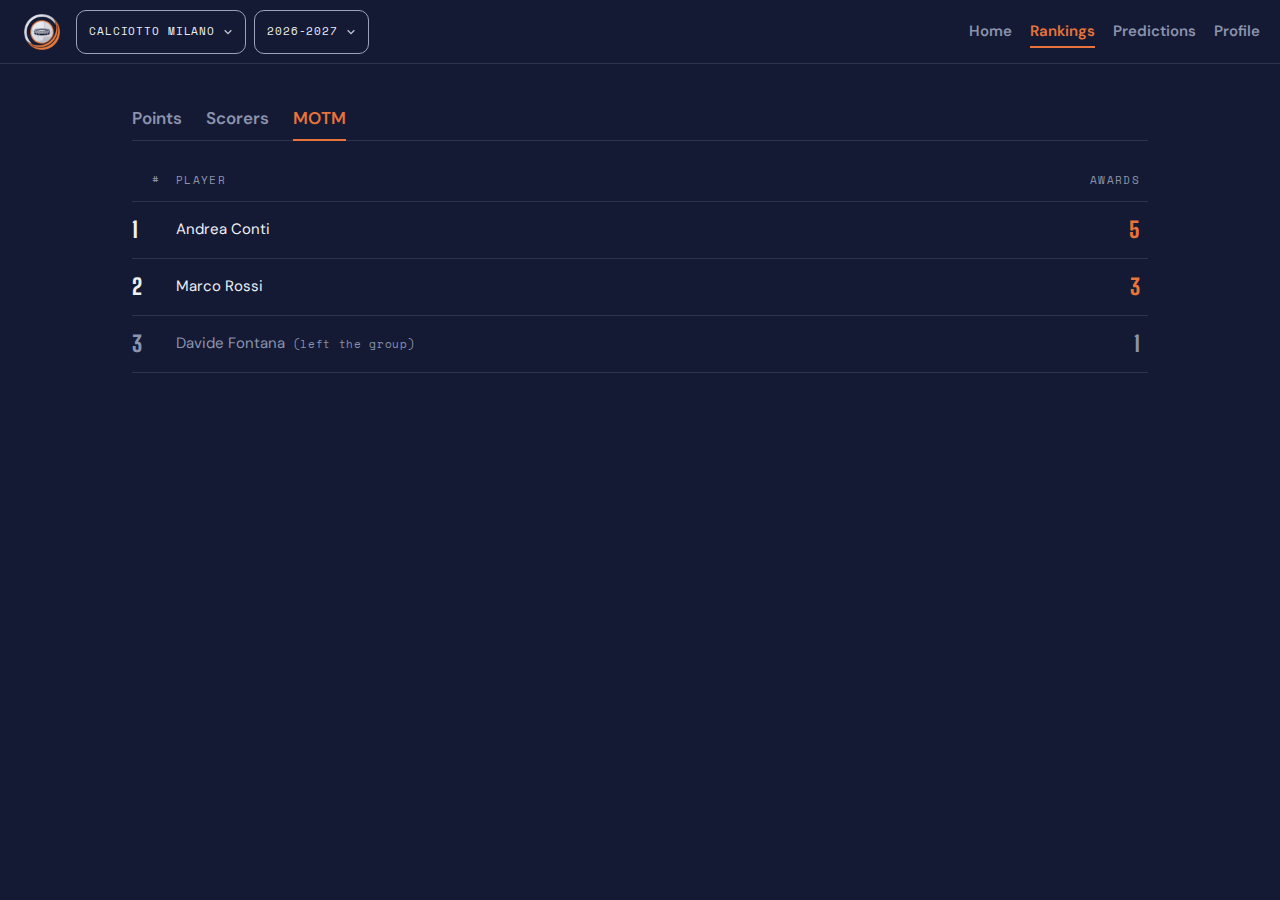 CALCIOTTO MILANO 2026-2027 Home Rankings Predictions Profile
Points Scorers MOTM
# PLAYER AWARDS
1 Andrea Conti 5
2 Marco Rossi 3
3 Davide Fontana (left the group) 1